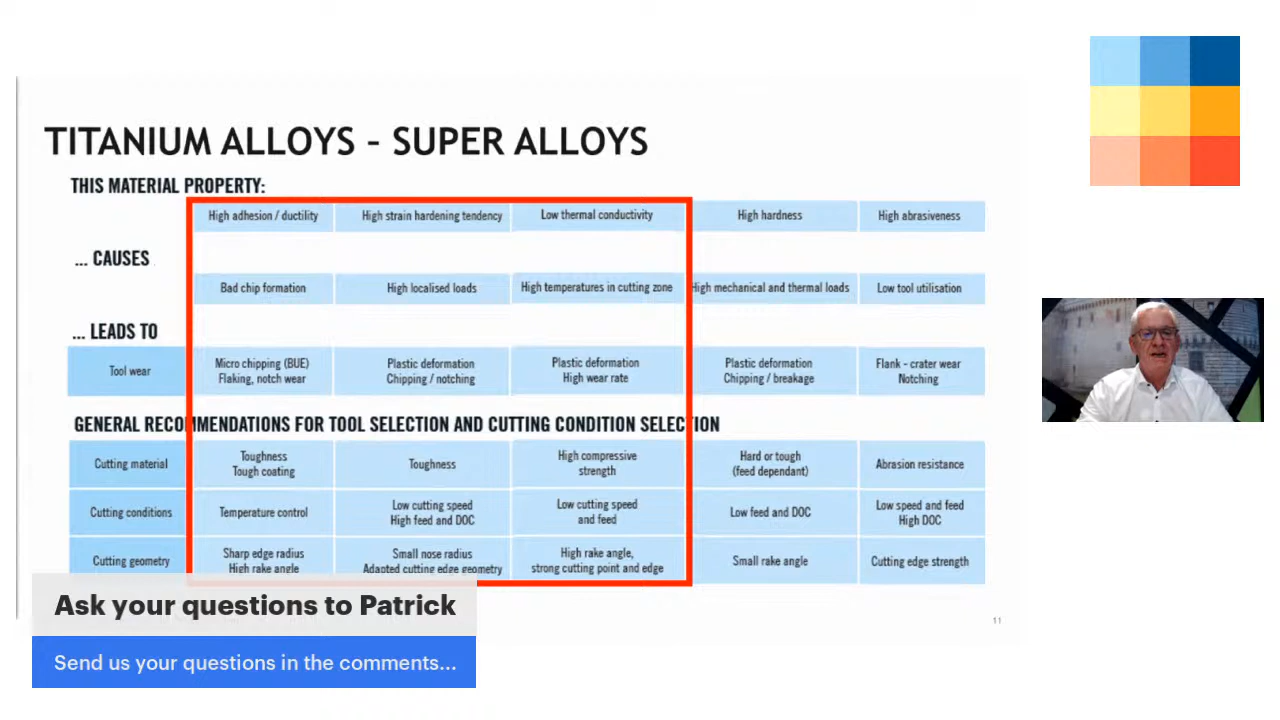 TITANIUM ALLOYS – SUPER ALLOYS
THIS MATERIAL PROPERTY:
High adhesion / ductility
High strain hardening tendency
Low thermal conductivity
High hardness
High abrasiveness
... CAUSES
Bad chip formation
High localised loads
High temperatures in cutting zone
High mechanical and thermal loads
Low tool utilisation
... LEADS TO
Tool wear
Micro chipping (BUE)
Flaking, notch wear
Plastic deformation
Chipping / notching
Plastic deformation
High wear rate
Plastic deformation
Chipping / breakage
Flank - crater wear
Notching
GENERAL RECOMMENDATIONS FOR TOOL SELECTION AND CUTTING CONDITION SELECTION
Cutting material
Toughness
Tough coating
Toughness
High compressive
strength
Hard or tough
(feed dependant)
Abrasion resistance
Cutting conditions
Temperature control
Low cutting speed
High feed and DOC
Low cutting speed
and feed
Low feed and DOC
Low speed and feed
High DOC
Cutting geometry
Sharp edge radius
High rake angle
Small nose radius
Adapted cutting edge geometry
High rake angle,
strong cutting point and edge
Small rake angle
Cutting edge strength
Ask your questions to Patrick
Send us your questions in the comments...
11